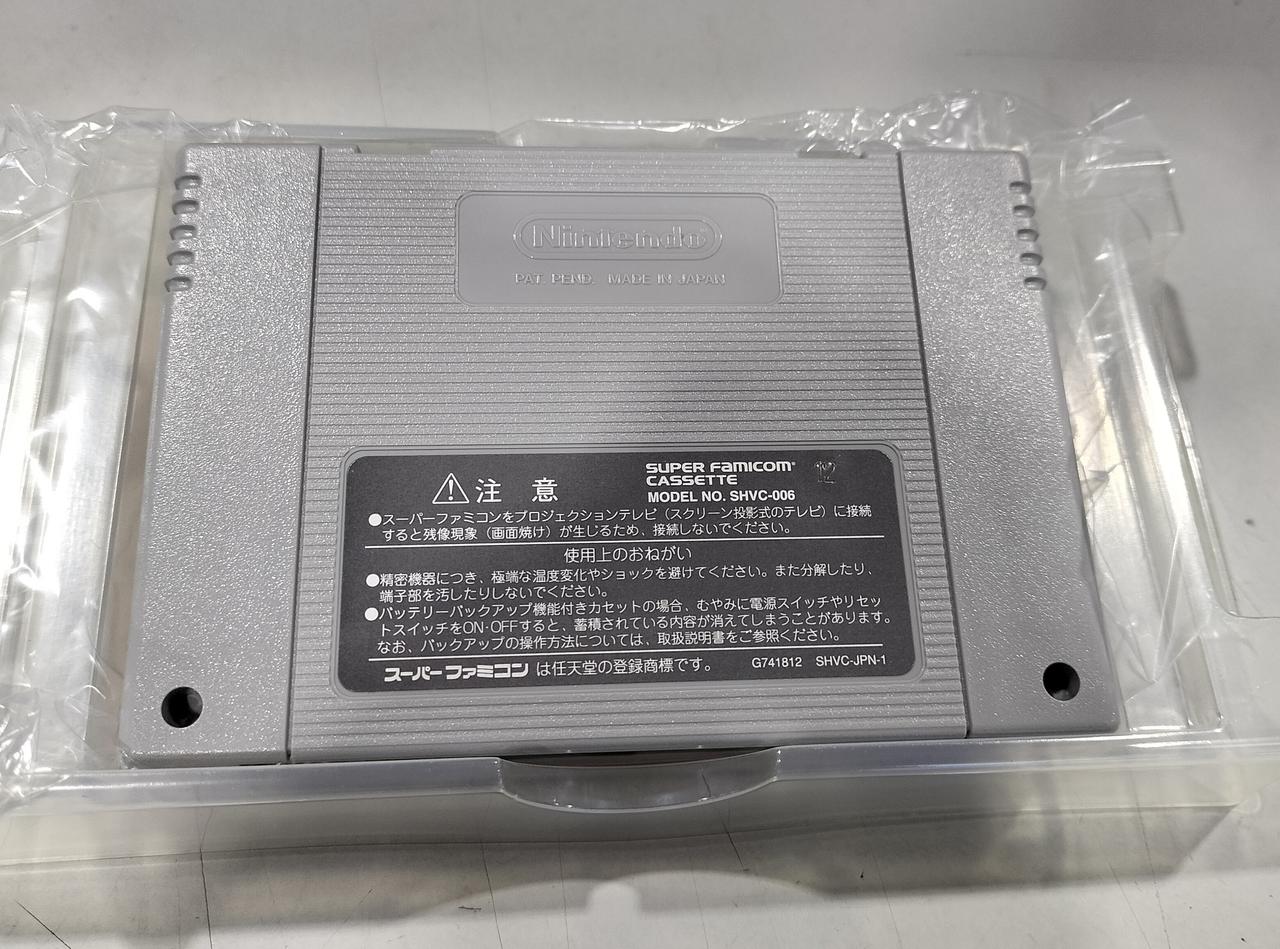 Nintendo
PAT. PEND. MADE IN JAPAN
⚠注 意
SUPER FAMICOM®
CASSETTE
MODEL NO. SHVC-006
12
●スーパーファミコンをプロジェクションテレビ（スクリーン投影式のテレビ）に接続
すると残像現象（画面焼け）が生じるため、接続しないでください。
使用上のおねがい
●精密機器につき、極端な温度変化やショックを避けてください。また分解したり、
端子部を汚したりしないでください。
●バッテリーバックアップ機能付きカセットの場合、むやみに電源スイッチやリセッ
トスイッチをON・OFFすると、蓄積されている内容が消えてしまうことがあります。
なお、バックアップの操作方法については、取扱説明書をご参照ください。
スーパーファミコン は任天堂の登録商標です。 G741812 SHVC-JPN-1